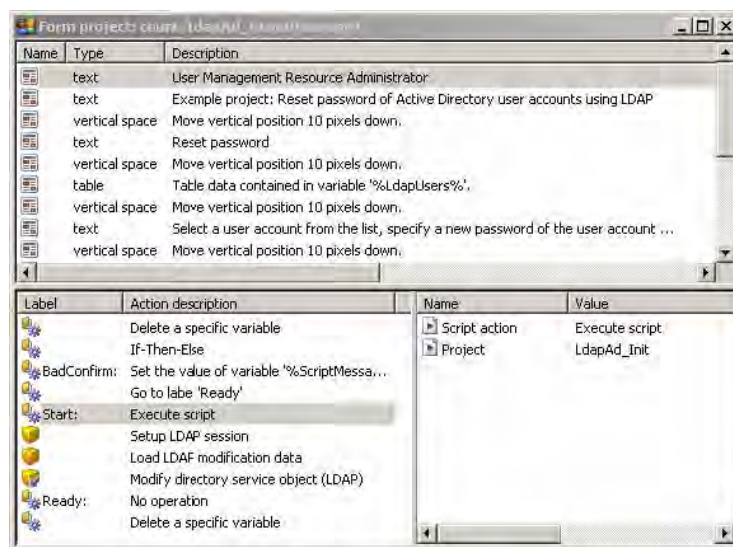 Form project:
Name Type Description
text User Management Resource Administrator
text Example project: Reset password of Active Directory user accounts using LDAP
vertical space Move vertical position 10 pixels down.
text Reset password
vertical space Move vertical position 10 pixels down.
table Table data contained in variable '%LdapUsers%'.
vertical space Move vertical position 10 pixels down.
text Select a user account from the list, specify a new password of the user account ...
vertical space Move vertical position 10 pixels down.
Label Action description
Delete a specific variable
If-Then-Else
BadConfirm: Set the value of variable '%ScriptMessa...
Go to labe 'Ready'
Start: Execute script
Setup LDAP session
Load LDAF modification data
Modify directory service object (LDAP)
Ready: No operation
Delete a specific variable
Name Value
Script action Execute script
Project LdapAd_Init